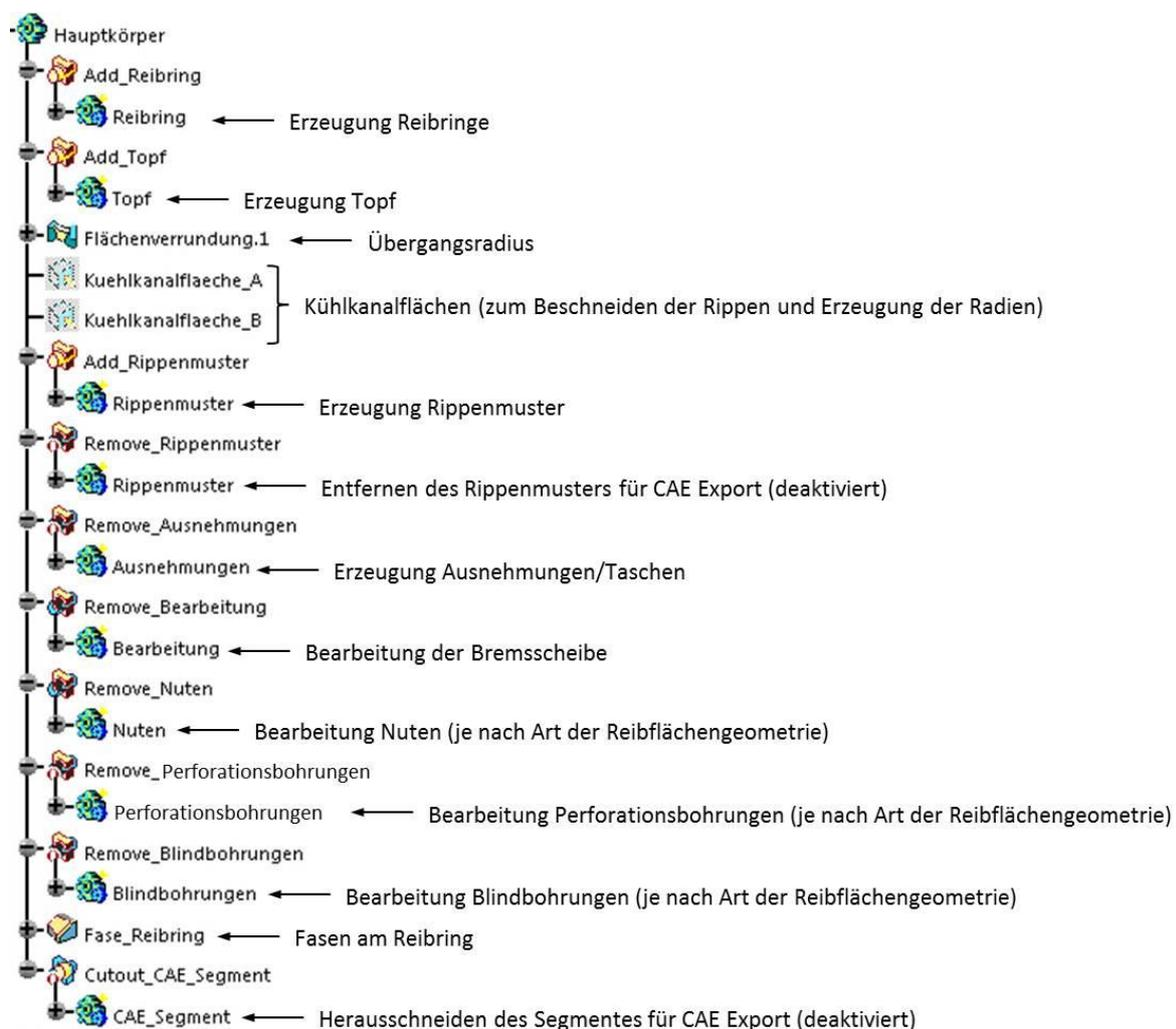 Hauptkörper
Add_Reibring
Reibring Erzeugung Reibringe
Add_Topf
Topf Erzeugung Topf
Flächenverrundung.1 Übergangsradius
Kuehlkanalflaeche_A
Kühlkanalflächen (zum Beschneiden der Rippen und Erzeugung der Radien)
Kuehlkanalflaeche_B
Add_Rippenmuster
Rippenmuster Erzeugung Rippenmuster
Remove_Rippenmuster
Rippenmuster Entfernen des Rippenmusters für CAE Export (deaktiviert)
Remove_Ausnehmungen
Ausnehmungen Erzeugung Ausnehmungen/Taschen
Remove_Bearbeitung
Bearbeitung Bearbeitung der Bremsscheibe
Remove_Nuten
Nuten Bearbeitung Nuten (je nach Art der Reibflächengeometrie)
Remove_Perforationsbohrungen
Perforationsbohrungen Bearbeitung Perforationsbohrungen (je nach Art der Reibflächengeometrie)
Remove_Blindbohrungen
Blindbohrungen Bearbeitung Blindbohrungen (je nach Art der Reibflächengeometrie)
Fase_Reibring Fasen am Reibring
Cutout_CAE_Segment
CAE_Segment Herausschneiden des Segmentes für CAE Export (deaktiviert)